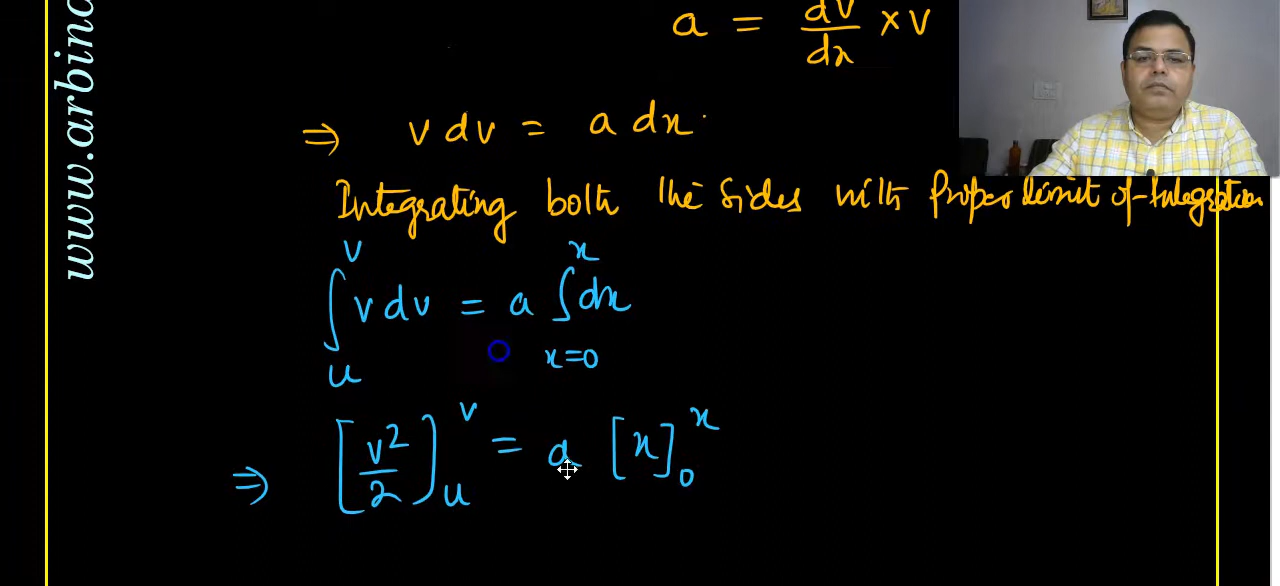 www.arbind
a = dv/dx × v
⇒ v dv = a dx.
Integrating both the sides with Proper limit of Integration
∫_u^v v dv = a ∫_{x=0}^x dx
⇒ [v²/2]_u^v = a [x]_0^x